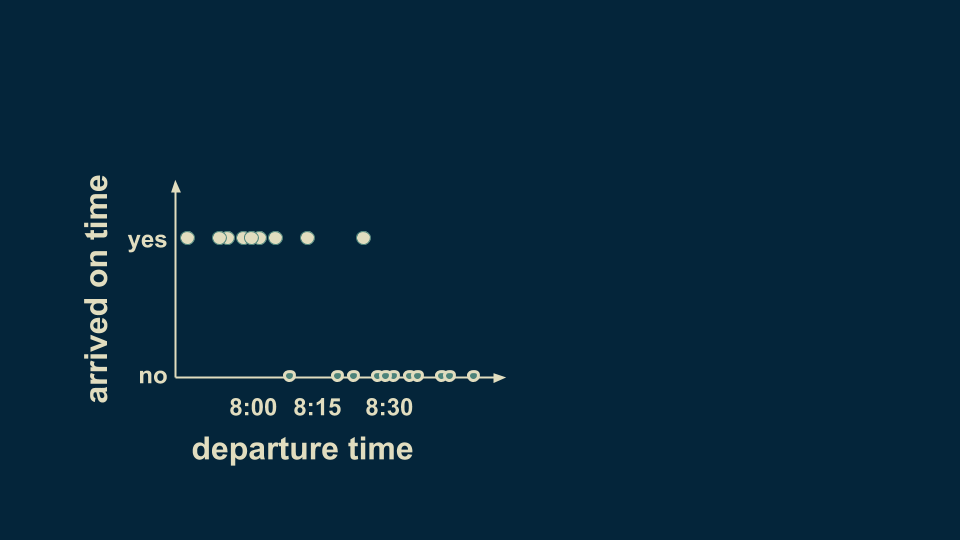 arrived on time
yes
no
8:00 8:15 8:30
departure time